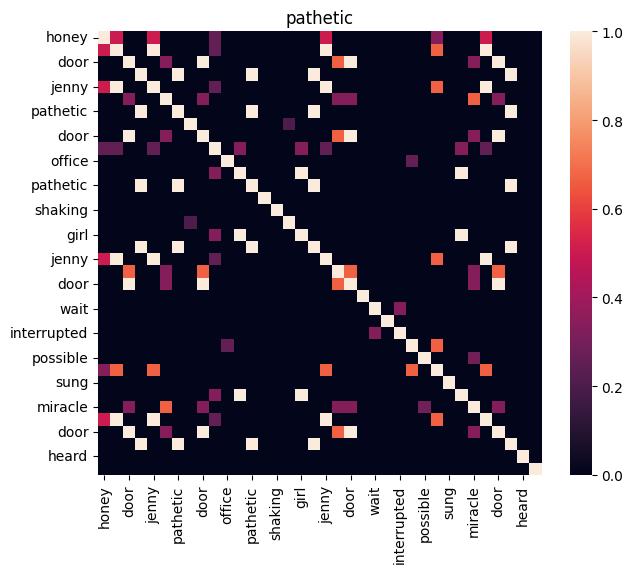 pathetic
honey
door
jenny
pathetic
door
office
pathetic
shaking
girl
jenny
door
wait
interrupted
possible
sung
miracle
door
heard
honey
door
jenny
pathetic
door
office
pathetic
shaking
girl
jenny
door
wait
interrupted
possible
sung
miracle
door
heard
1.0
0.8
0.6
0.4
0.2
0.0